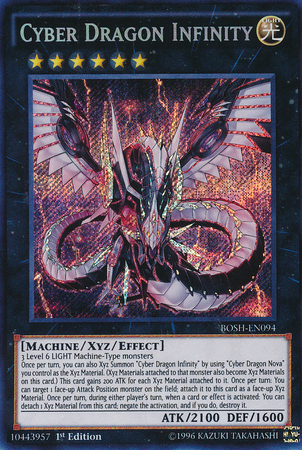 CYBER DRAGON INFINITY
LIGHT
光
BOSH-EN094
[MACHINE/XYZ/EFFECT]
3 Level 6 LIGHT Machine-Type monsters
Once per turn, you can also Xyz Summon "Cyber Dragon Infinity" by using "Cyber Dragon Nova"
you control as the Xyz Material. (Xyz Materials attached to that monster also become Xyz Materials
on this card.) This card gains 200 ATK for each Xyz Material attached to it. Once per turn: You
can target 1 face-up Attack Position monster on the field; attach it to this card as a face-up Xyz
Material. Once per turn, during either player's turn, when a card or effect is activated: You can
detach 1 Xyz Material from this card; negate the activation, and if you do, destroy it.
ATK/2100 DEF/1600
10443957 1st Edition ©1996 KAZUKI TAKAHASHI